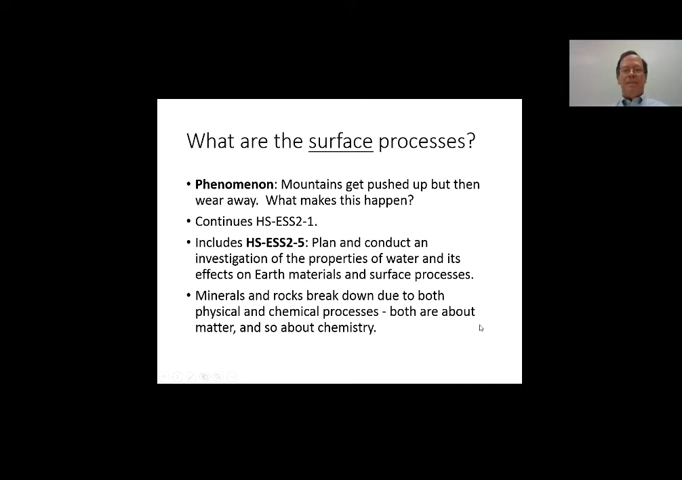 What are the surface processes?
• Phenomenon: Mountains get pushed up but then
wear away.  What makes this happen?
• Continues HS-ESS2-1.
• Includes HS-ESS2-5: Plan and conduct an
investigation of the properties of water and its
effects on Earth materials and surface processes.
• Minerals and rocks break down due to both
physical and chemical processes - both are about
matter, and so about chemistry.